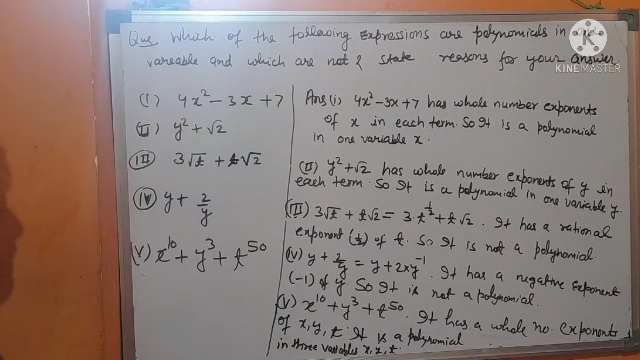 Que Which of the following expressions are polynomials in one
variable and which are not & state reasons for your answer.
KINEMASTER
(I) 4x² - 3x + 7
(II) y² + √2
(III) 3√t + t√2
(IV) y + 2/y
(V) x¹⁰ + y³ + t⁵⁰
Ans (i) 4x² - 3x + 7 has whole number exponents
of x in each term. So It is a polynomial
in one variable x.
(II) y² + √2 has whole number exponents of y in
each term. So It is a polynomial in one variable y.
(III) 3√t + t√2 = 3·t^½ + t√2. It has a rational
exponent (½) of t. So It is not a polynomial.
(IV) y + 2/y = y + 2×y⁻¹. It has a negative exponent
(-1) of y So It is not a polynomial.
(V) x¹⁰ + y³ + t⁵⁰. It has a whole no. exponents
of x, y, t. It is a polynomial
in three variables x, y, t.